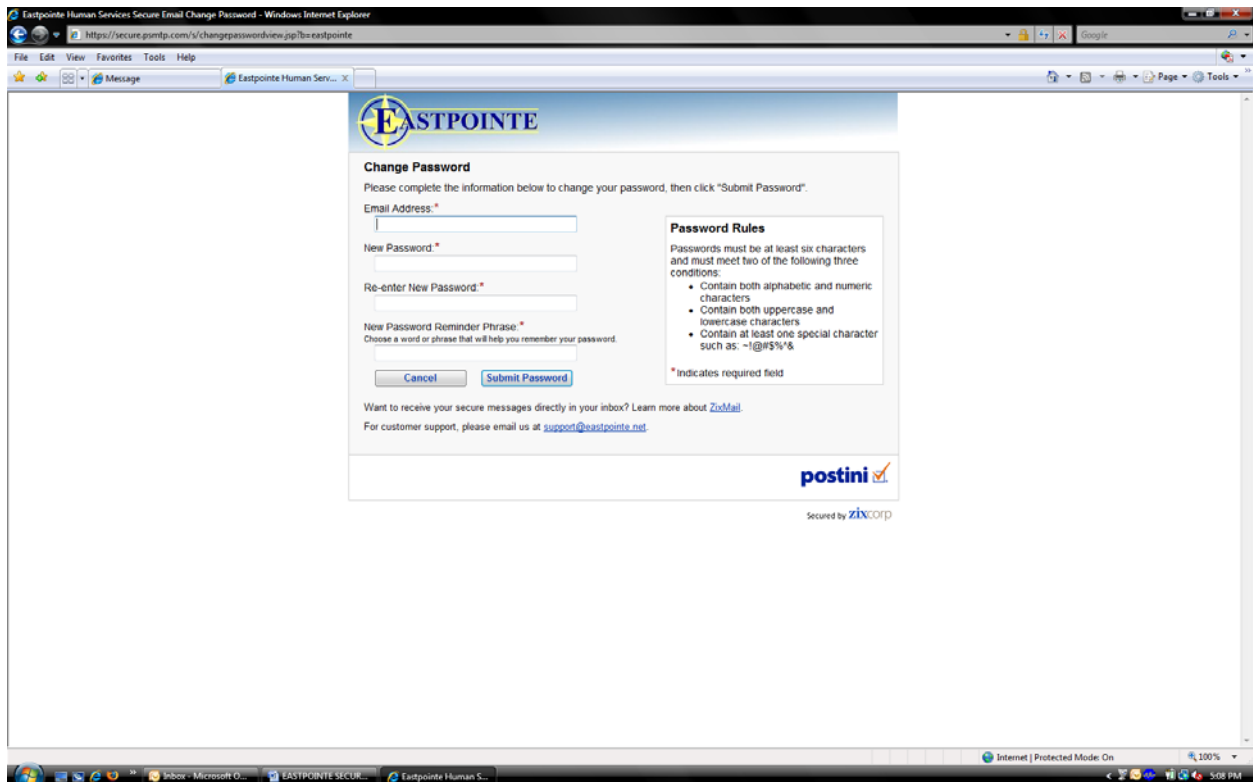 Eastpointe Human Services Secure Email Change Password - Windows Internet Explorer
https://secure.psmtp.com/s/changepasswordview.jsp?b=eastpointe
Google
File Edit View Favorites Tools Help
Message
Eastpointe Human Serv...
Page
Tools
EASTPOINTE
Change Password
Please complete the information below to change your password, then click "Submit Password".
Email Address:*
New Password:*
Re-enter New Password:*
New Password Reminder Phrase:*
Choose a word or phrase that will help you remember your password.
Cancel
Submit Password
Password Rules
Passwords must be at least six characters
and must meet two of the following three
conditions:
• Contain both alphabetic and numeric
characters
• Contain both uppercase and
lowercase characters
• Contain at least one special character
such as: ~!@#$%^&
*Indicates required field
Want to receive your secure messages directly in your inbox? Learn more about ZixMail.
For customer support, please email us at support@eastpointe.net.
postini
Secured by zixcorp
Internet | Protected Mode: On
100%
Inbox - Microsoft O...
EASTPOINTE SECUR...
Eastpointe Human S...
5:08 PM